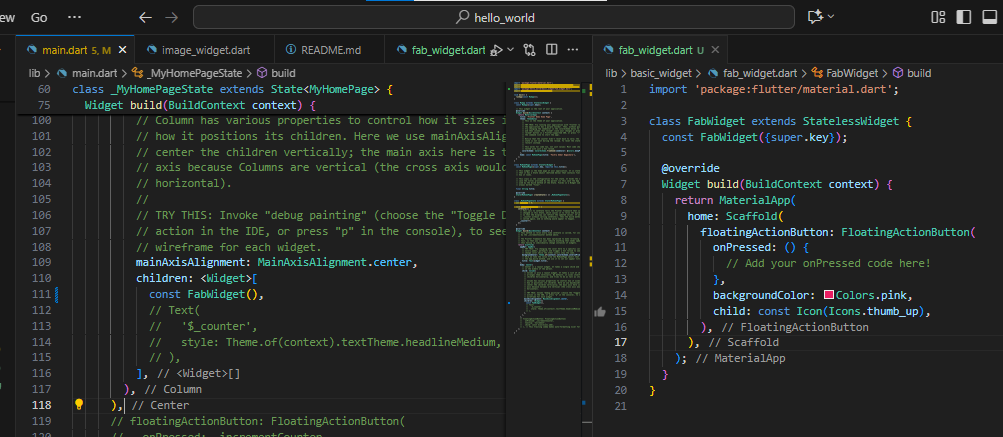 ew Go ...
hello_world
main.dart 5, M
image_widget.dart
README.md
fab_widget.dart
lib > main.dart > _MyHomePageState > build
60 class _MyHomePageState extends State<MyHomePage> {
75 Widget build(BuildContext context) {
100 // Column has various properties to control how it sizes i
101 // how it positions its children. Here we use mainAxisAlig
102 // center the children vertically; the main axis here is t
103 // axis because Columns are vertical (the cross axis would
104 // horizontal).
105 //
106 // TRY THIS: Invoke "debug painting" (choose the "Toggle D
107 // action in the IDE, or press "p" in the console), to see
108 // wireframe for each widget.
109 mainAxisAlignment: MainAxisAlignment.center,
110 children: <Widget>[
111 const FabWidget(),
112 // Text(
113 //   '$_counter',
114 //   style: Theme.of(context).textTheme.headlineMedium,
115 // ),
116 ], // <Widget>[]
117 ), // Column
118 ), // Center
119 // floatingActionButton: FloatingActionButton(
120 //   onPressed: _incrementCounter
fab_widget.dart U
lib > basic_widget > fab_widget.dart > FabWidget > build
1 import 'package:flutter/material.dart';
2
3 class FabWidget extends StatelessWidget {
4 const FabWidget({super.key});
5
6 @override
7 Widget build(BuildContext context) {
8 return MaterialApp(
9 home: Scaffold(
10 floatingActionButton: FloatingActionButton(
11 onPressed: () {
12 // Add your onPressed code here!
13 },
14 backgroundColor: Colors.pink,
15 child: const Icon(Icons.thumb_up),
16 ), // FloatingActionButton
17 ), // Scaffold
18 ); // MaterialApp
19 }
20 }
21